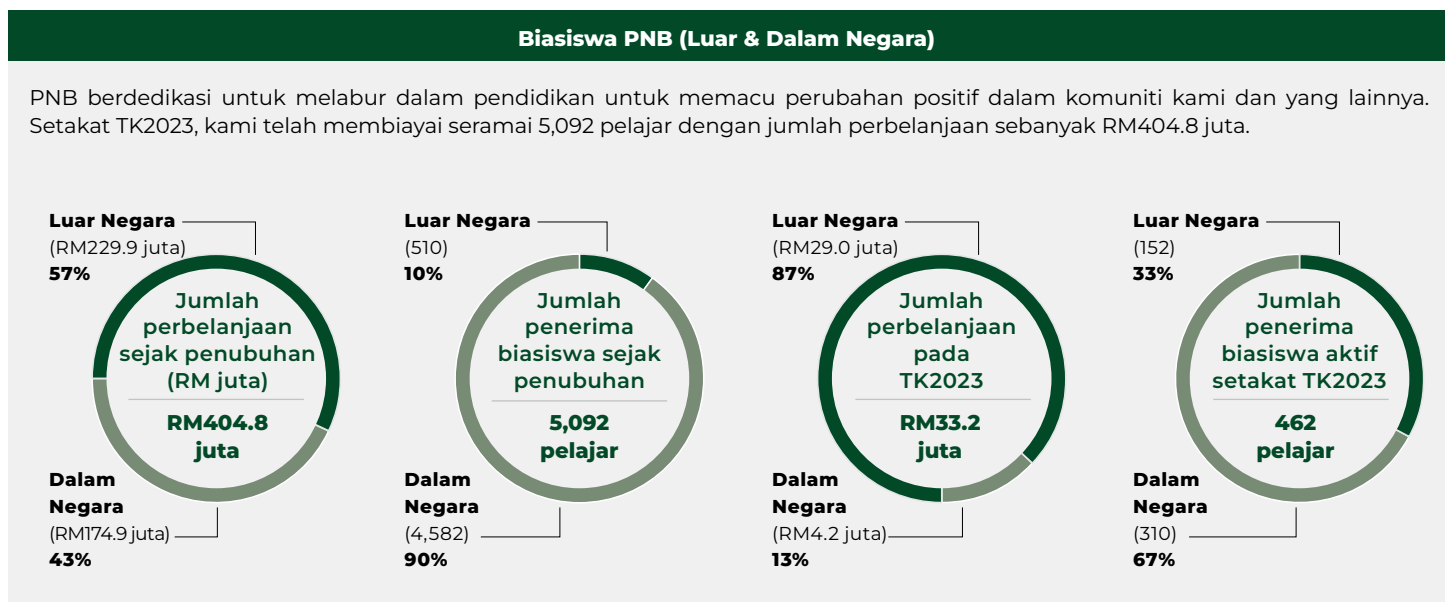 Biasiswa PNB (Luar & Dalam Negara)
PNB berdedikasi untuk melabur dalam pendidikan untuk memacu perubahan positif dalam komuniti kami dan yang lainnya.
Setakat TK2023, kami telah membiayai seramai 5,092 pelajar dengan jumlah perbelanjaan sebanyak RM404.8 juta.
Luar Negara
(RM229.9 juta)
57%
Jumlah
perbelanjaan
sejak penubuhan
(RM juta)
RM404.8
juta
Dalam
Negara
(RM174.9 juta)
43%
Luar Negara
(510)
10%
Jumlah
penerima
biasiswa sejak
penubuhan
5,092
pelajar
Dalam
Negara
(4,582)
90%
Luar Negara
(RM29.0 juta)
87%
Jumlah
perbelanjaan
pada
TK2023
RM33.2
juta
Dalam
Negara
(RM4.2 juta)
13%
Luar Negara
(152)
33%
Jumlah
penerima
biasiswa aktif
setakat TK2023
462
pelajar
Dalam
Negara
(310)
67%